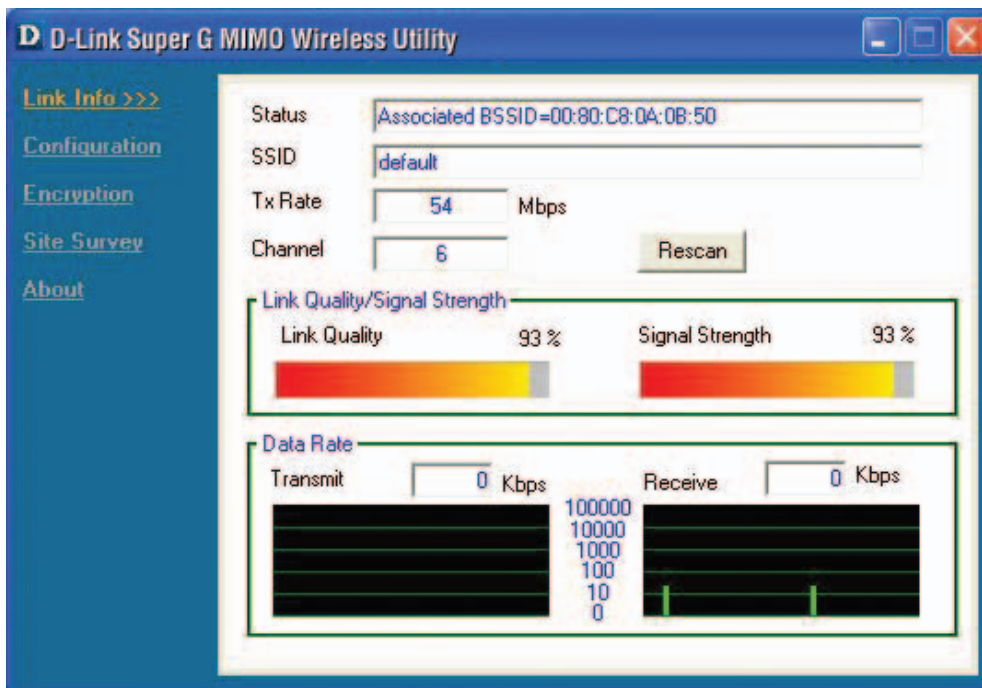 D D-Link Super G MIMO Wireless Utility
Link Info >>>
Configuration
Encryption
Site Survey
About
Status Associated BSSID=00:80:C8:0A:0B:50
SSID default
Tx Rate 54 Mbps
Channel 6 Rescan
Link Quality/Signal Strength
Link Quality 93 % Signal Strength 93 %
Data Rate
Transmit 0 Kbps Receive 0 Kbps
100000
10000
1000
100
10
0